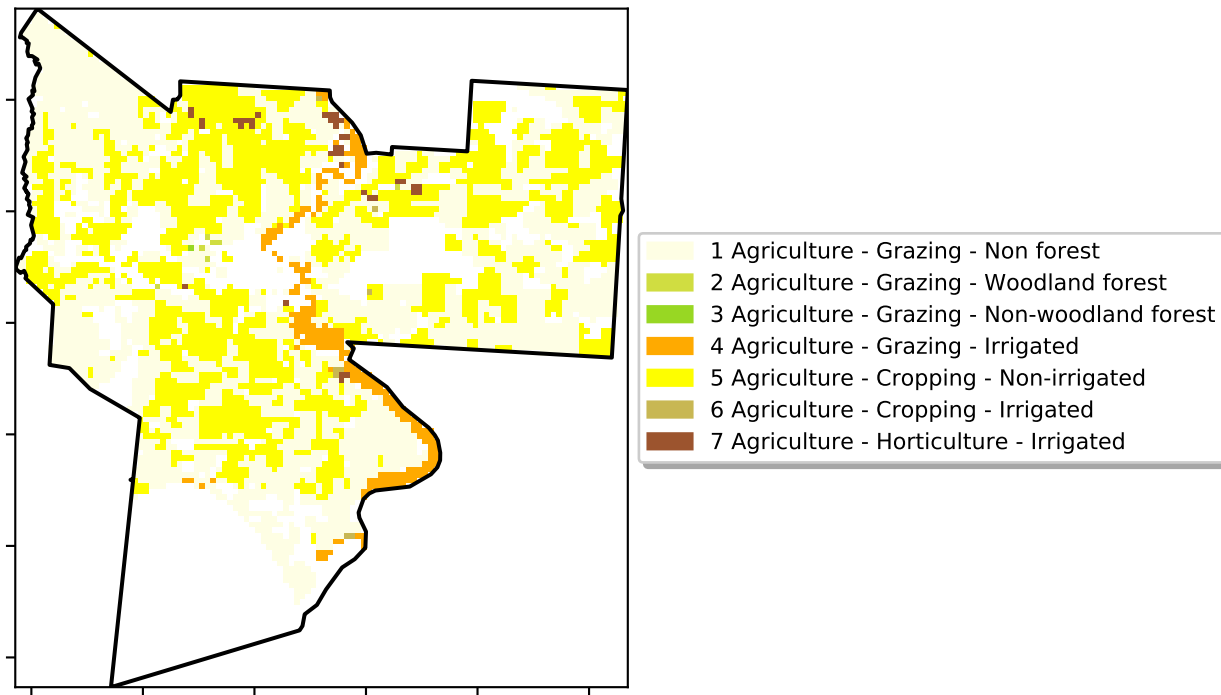 1 Agriculture - Grazing - Non forest
2 Agriculture - Grazing - Woodland forest
3 Agriculture - Grazing - Non-woodland forest
4 Agriculture - Grazing - Irrigated
5 Agriculture - Cropping - Non-irrigated
6 Agriculture - Cropping - Irrigated
7 Agriculture - Horticulture - Irrigated